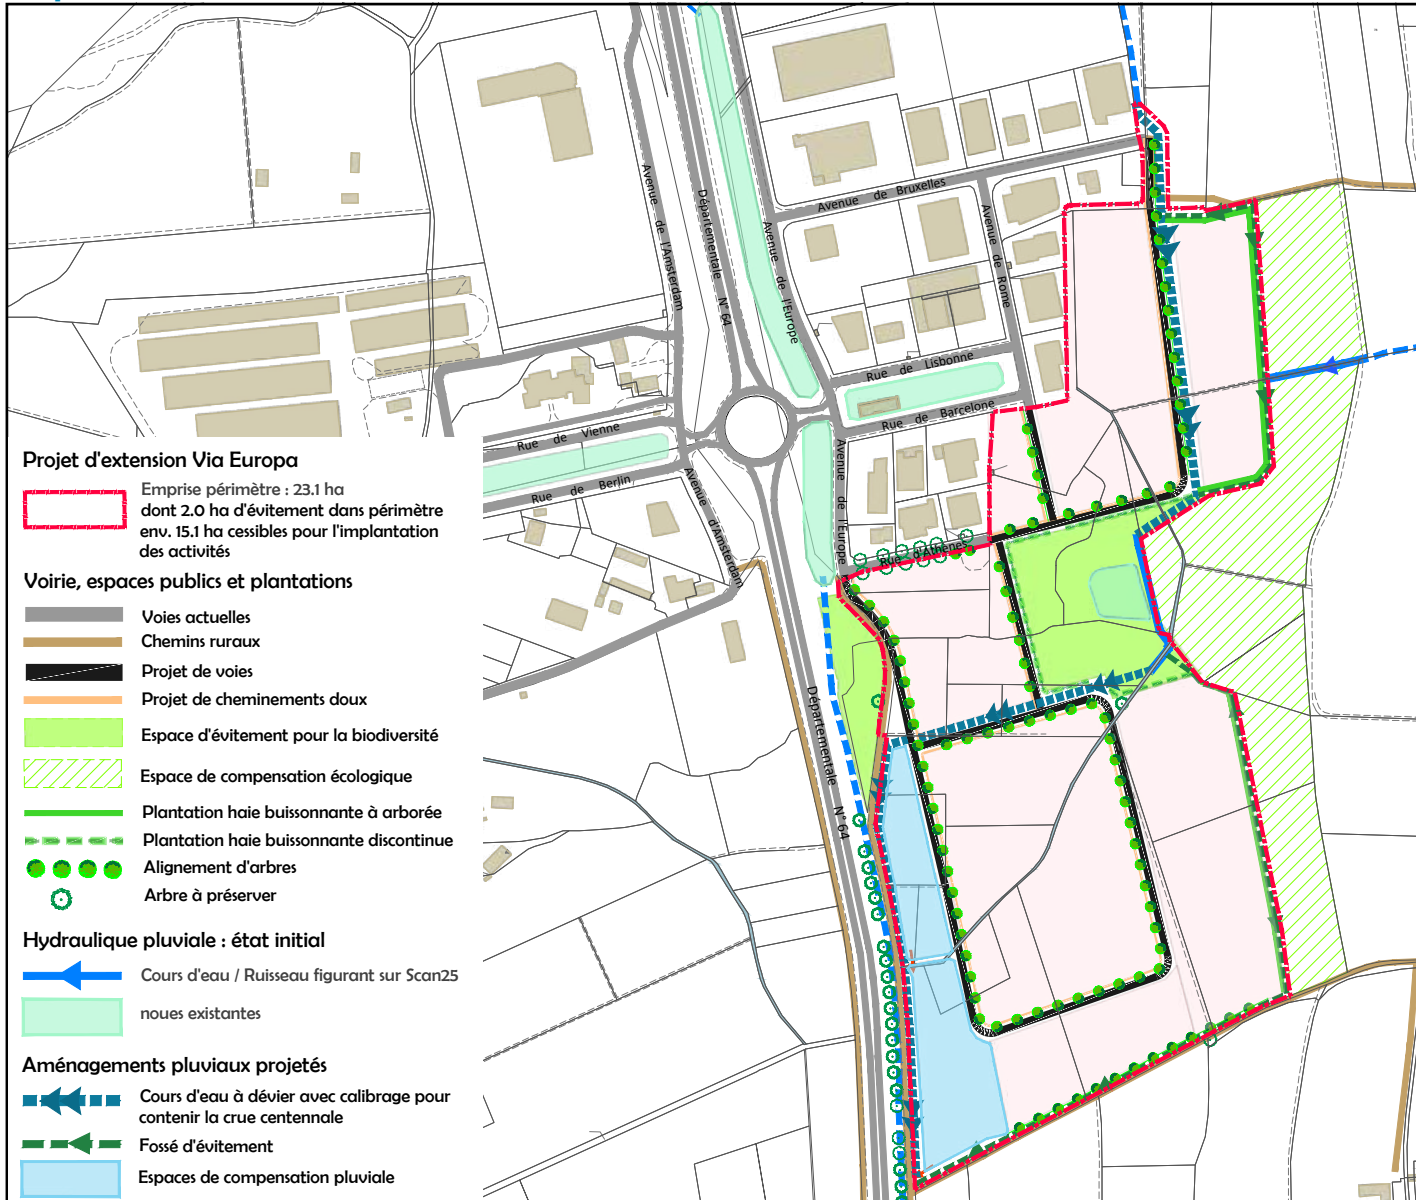 Avenue de l'Amsterdam
Départementale N° 64
Avenue de l'Europe
Avenue de Bruxelles
Avenue de Rome
Rue de Lisbonne
Rue de Barcelone
Rue de Vienne
Rue de Berlin
Avenue d'Amsterdam
Avenue de l'Europe
Rue d'Athènes
Départementale N° 64
Projet d'extension Via Europa
Emprise périmètre : 23.1 ha
dont 2.0 ha d'évitement dans périmètre
env. 15.1 ha cessibles pour l'implantation
des activités
Voirie, espaces publics et plantations
Voies actuelles
Chemins ruraux
Projet de voies
Projet de cheminements doux
Espace d'évitement pour la biodiversité
Espace de compensation écologique
Plantation haie buissonnante à arborée
Plantation haie buissonnante discontinue
Alignement d'arbres
Arbre à préserver
Hydraulique pluviale : état initial
Cours d'eau / Ruisseau figurant sur Scan25
noues existantes
Aménagements pluviaux projetés
Cours d'eau à dévier avec calibrage pour
contenir la crue centennale
Fossé d'évitement
Espaces de compensation pluviale